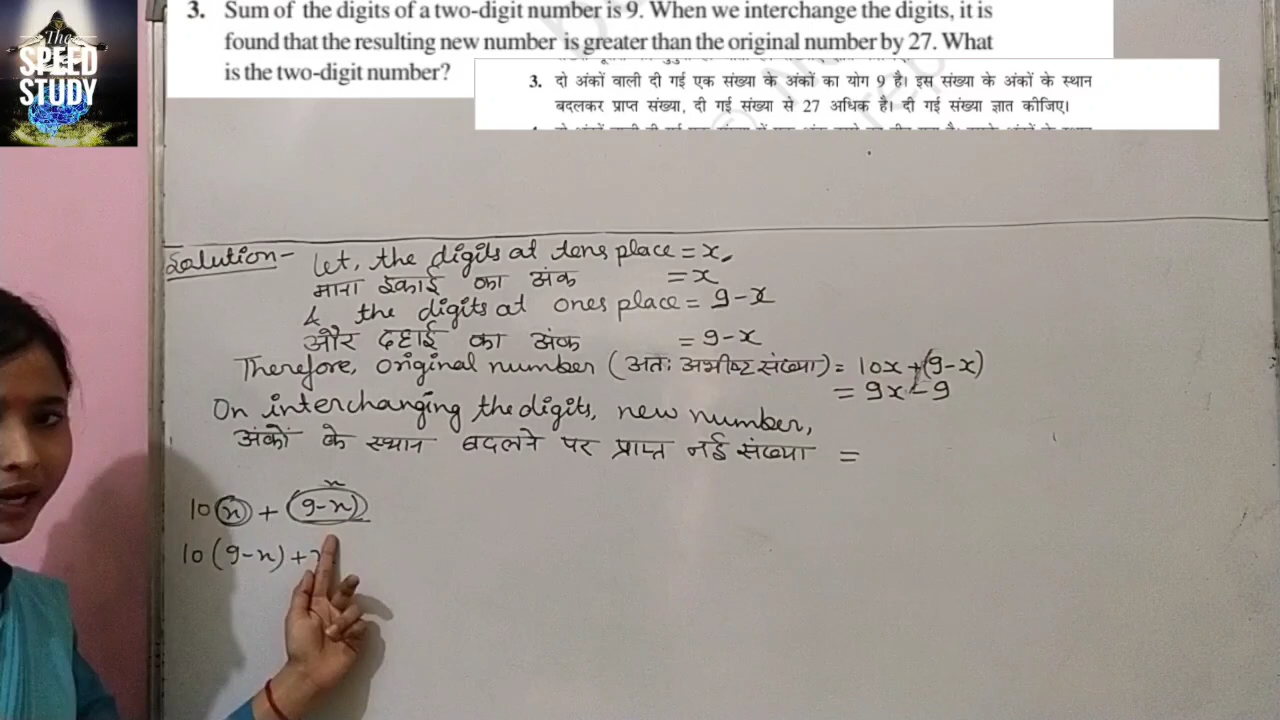 The
SPEED
STUDY
3. Sum of the digits of a two-digit number is 9. When we interchange the digits, it is
found that the resulting new number is greater than the original number by 27. What
is the two-digit number?
3. दो अंकों वाली दी गई एक संख्या के अंकों का योग 9 है। इस संख्या के अंकों के स्थान
बदलकर प्राप्त संख्या, दी गई संख्या से 27 अधिक है। दी गई संख्या ज्ञात कीजिए।
Solution- Let, the digits at tens place = x,
माना ईकाई का अंक = x
& the digits at ones place = 9-x
और दहाई का अंक = 9-x
Therefore, original number (अतः अभीष्ट संख्या) = 10x+(9-x)
= 9x 9
On interchanging the digits, new number,
अंकों के स्थान बदलने पर प्राप्त नई संख्या =
x
10(x) + (9-x)
10(9-x)+x